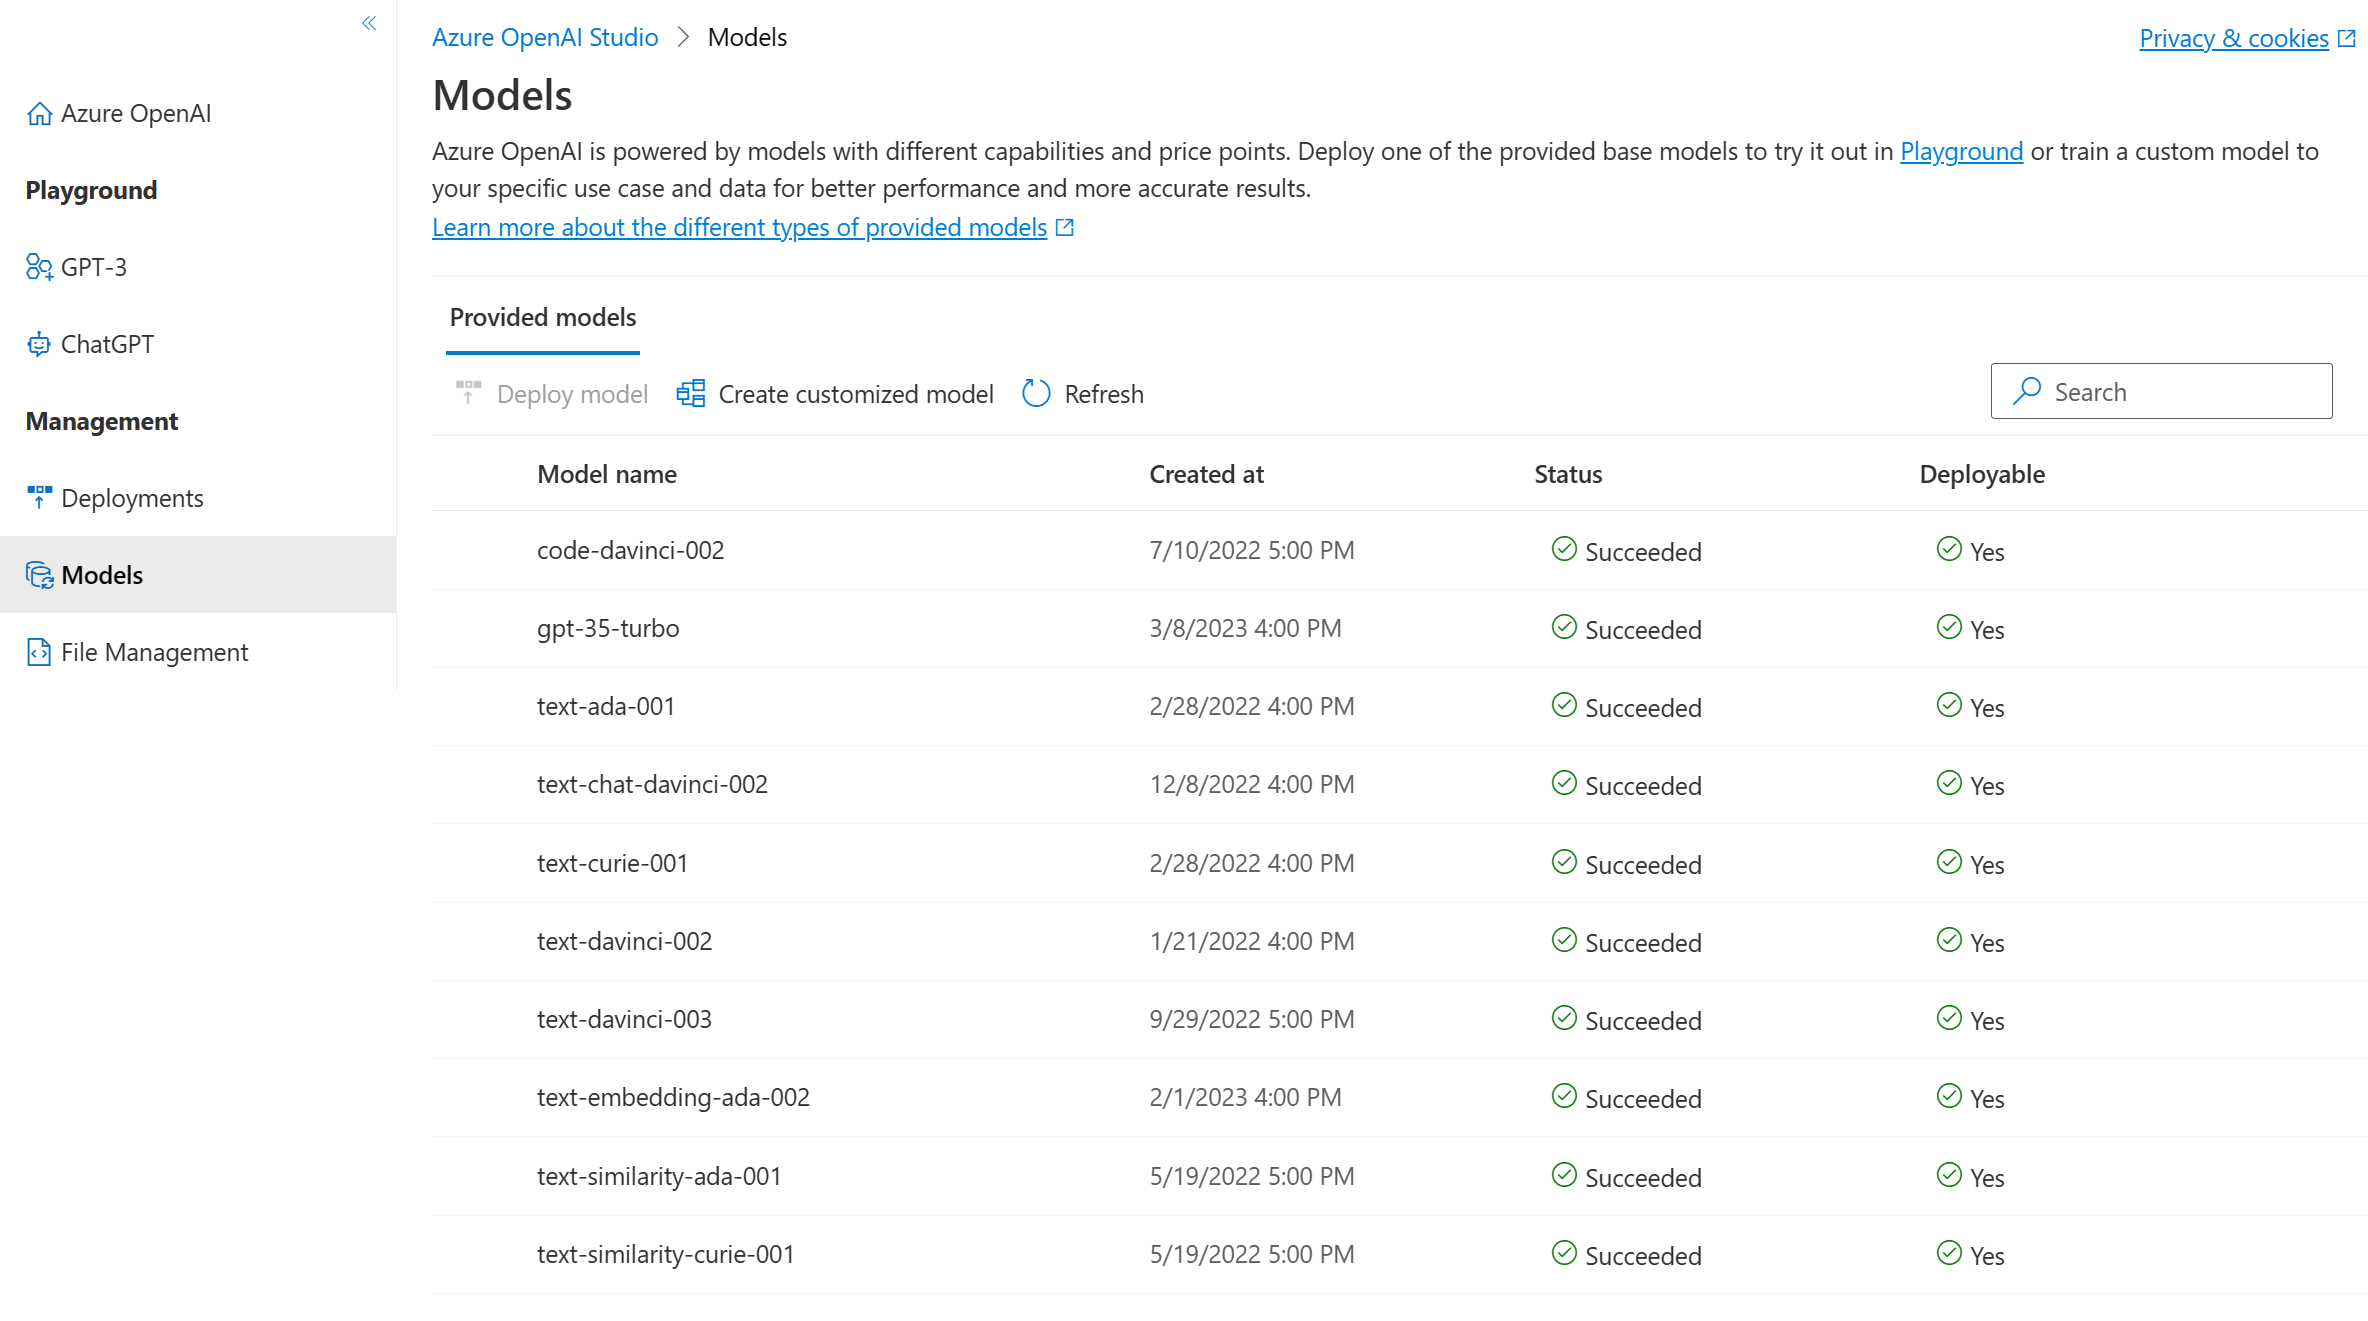 Azure OpenAI
Playground
GPT-3
ChatGPT
Management
Deployments
Models
File Management
Azure OpenAI Studio > Models
Privacy & cookies
Models
Azure OpenAI is powered by models with different capabilities and price points. Deploy one of the provided base models to try it out in Playground or train a custom model to
your specific use case and data for better performance and more accurate results.
Learn more about the different types of provided models
Provided models
Deploy model Create customized model Refresh Search
Model name Created at Status Deployable
code-davinci-002 7/10/2022 5:00 PM Succeeded Yes
gpt-35-turbo 3/8/2023 4:00 PM Succeeded Yes
text-ada-001 2/28/2022 4:00 PM Succeeded Yes
text-chat-davinci-002 12/8/2022 4:00 PM Succeeded Yes
text-curie-001 2/28/2022 4:00 PM Succeeded Yes
text-davinci-002 1/21/2022 4:00 PM Succeeded Yes
text-davinci-003 9/29/2022 5:00 PM Succeeded Yes
text-embedding-ada-002 2/1/2023 4:00 PM Succeeded Yes
text-similarity-ada-001 5/19/2022 5:00 PM Succeeded Yes
text-similarity-curie-001 5/19/2022 5:00 PM Succeeded Yes